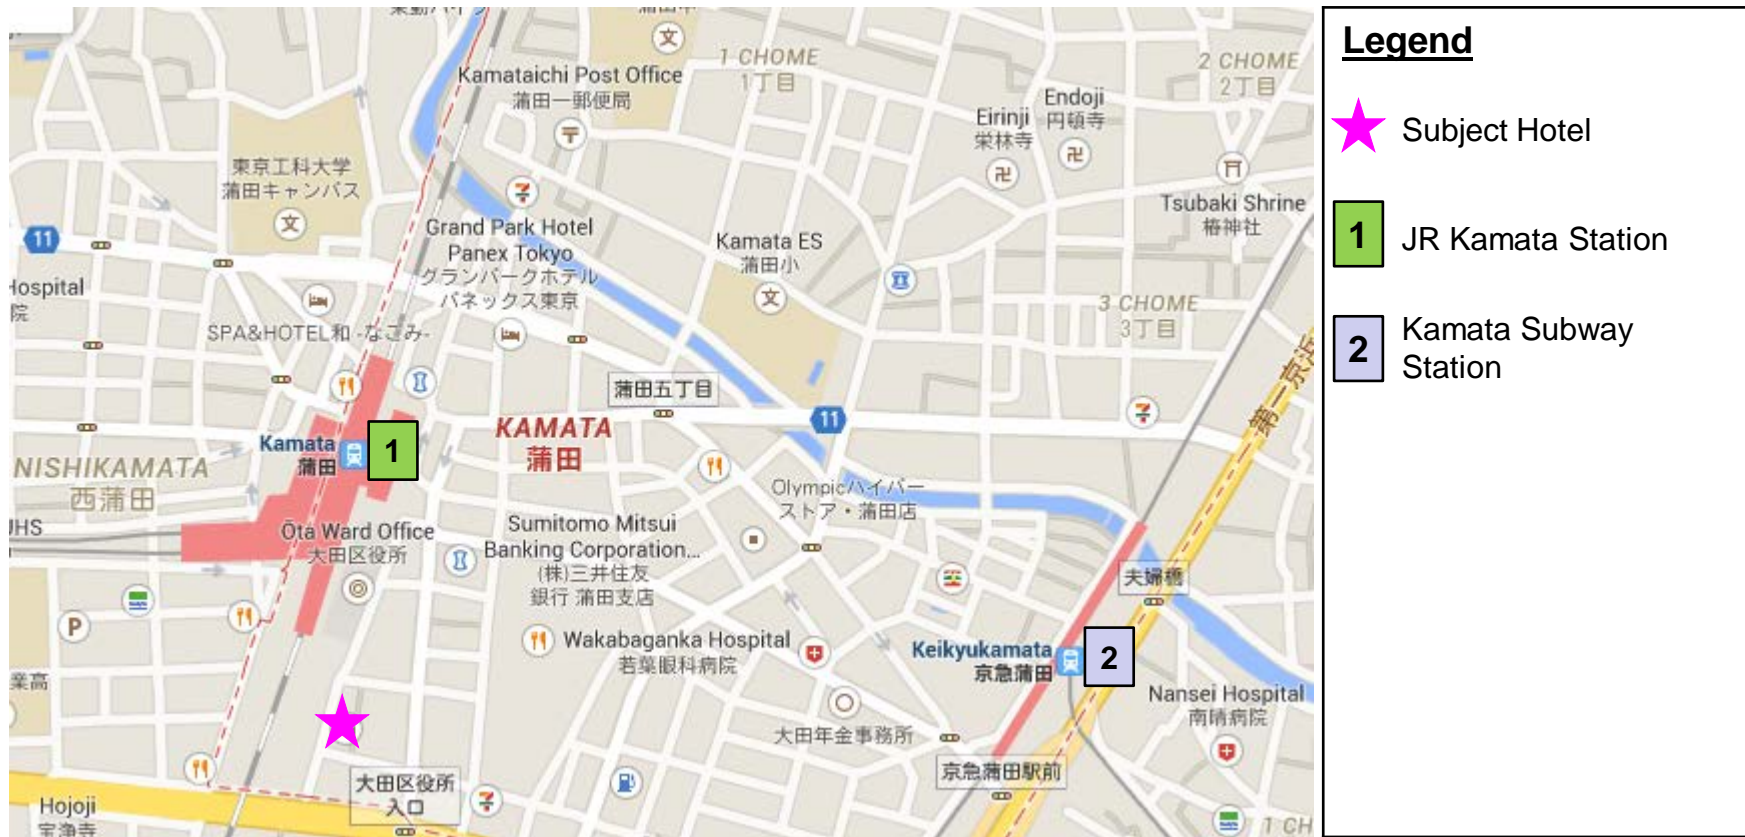 Kamataichi Post Office
蒲田一郵便局
1 CHOME
1丁目
2 CHOME
2丁目
Endoji
円頓寺
Eirinji
栄林寺
東京工科大学
蒲田キャンパス
文
文
〒
卍
卍
Tsubaki Shrine
椿神社
11
Grand Park Hotel
Panex Tokyo
グランパークホテル
パネックス東京
Kamata ES
蒲田小
文
Hospital
院
3 CHOME
3丁目
SPA&HOTEL和 -なごみ-
蒲田五丁目
11
第一京浜
KAMATA
蒲田
Kamata
蒲田
1
NISHIKAMATA
西蒲田
Olympicハイパー
ストア・蒲田店
JHS
Ōta Ward Office
大田区役所
Sumitomo Mitsui
Banking Corporation...
(株)三井住友
銀行 蒲田支店
夫婦橋
P
Wakabaganka Hospital
若葉眼科病院
Keikyukamata
京急蒲田
2
業高
Nansei Hospital
南晴病院
大田年金事務所
京急蒲田駅前
大田区役所
入口
Hojoji
宝浄寺
1 CH
Legend
Subject Hotel
1
JR Kamata Station
2
Kamata Subway
Station